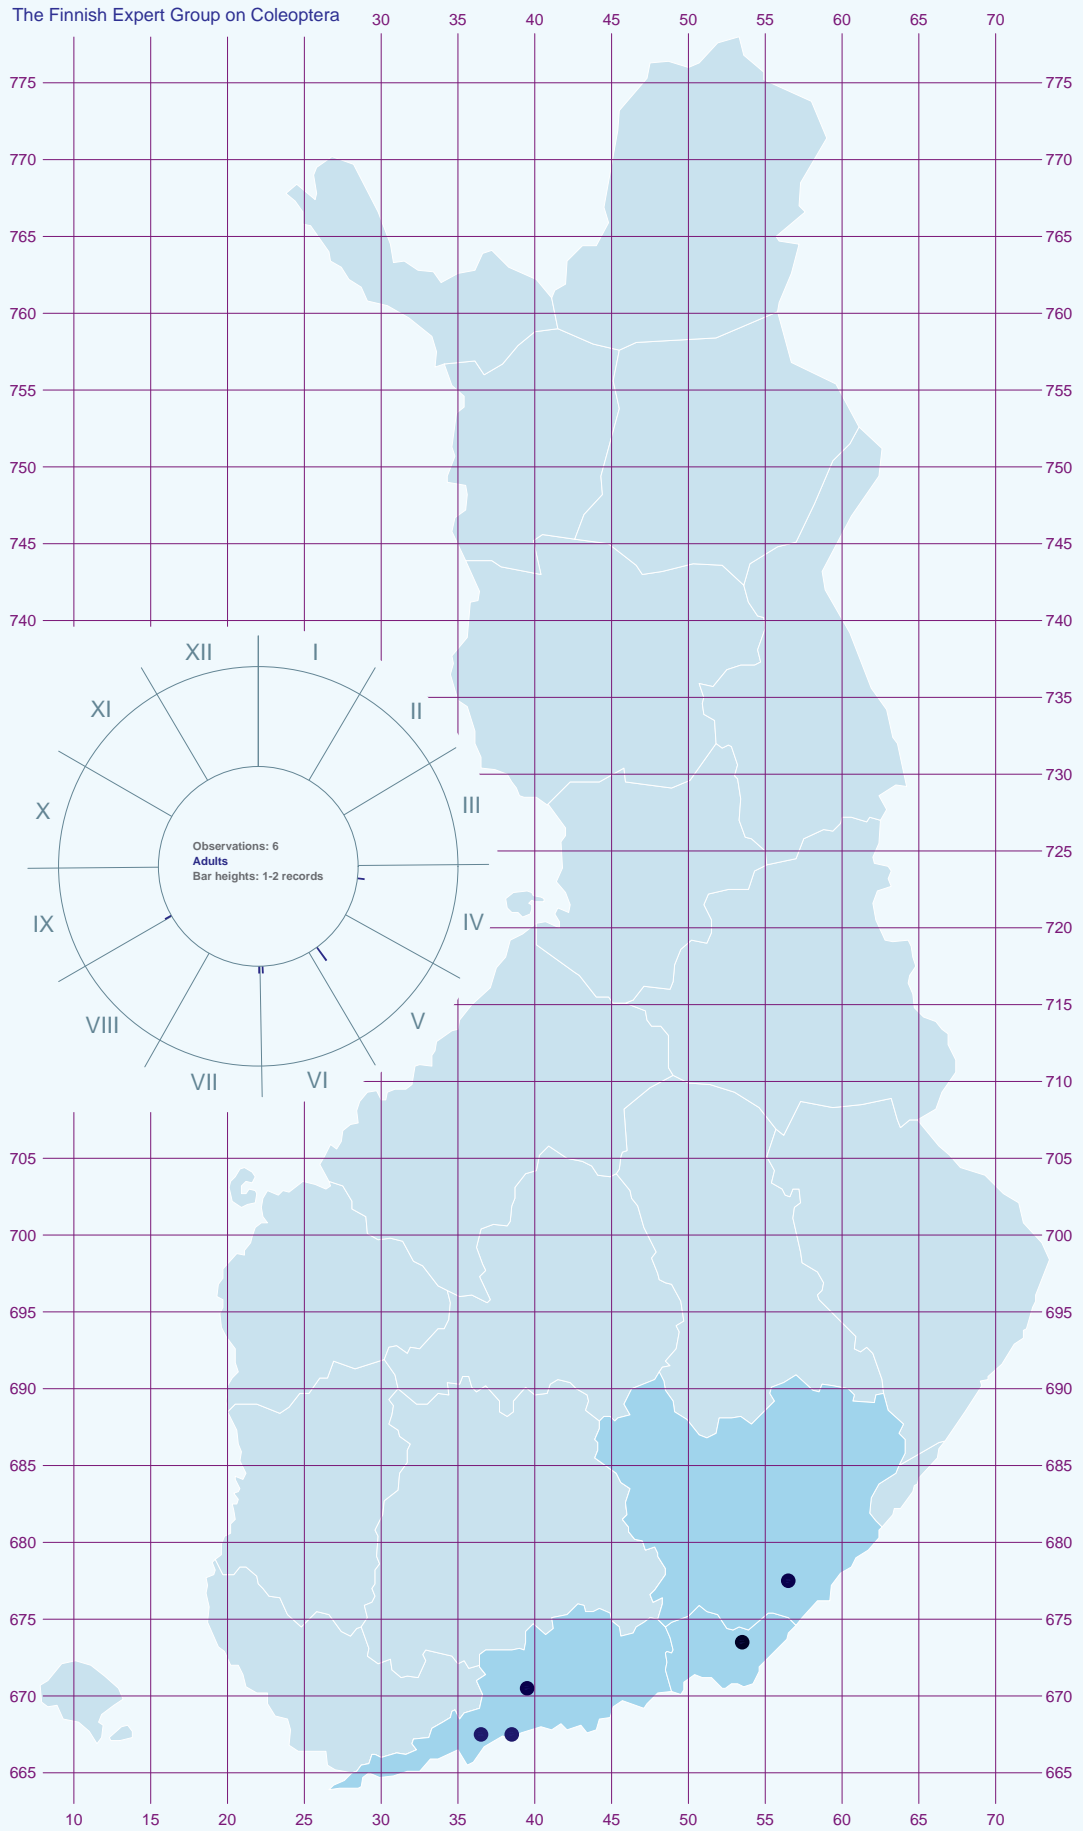 The Finnish Expert Group on Coleoptera
30 35 40 45 50 55 60 65 70
775 775
770 770
765 765
760 760
755 755
750 750
745 745
740 740
XII I
XI II
735
730
X III
725
Observations: 6
Adults
Bar heights: 1-2 records
IX IV
720
715
VIII V
VII VI
710
705 705
700 700
695 695
690 690
685 685
680 680
675 675
670 670
665 665
10 15 20 25 30 35 40 45 50 55 60 65 70